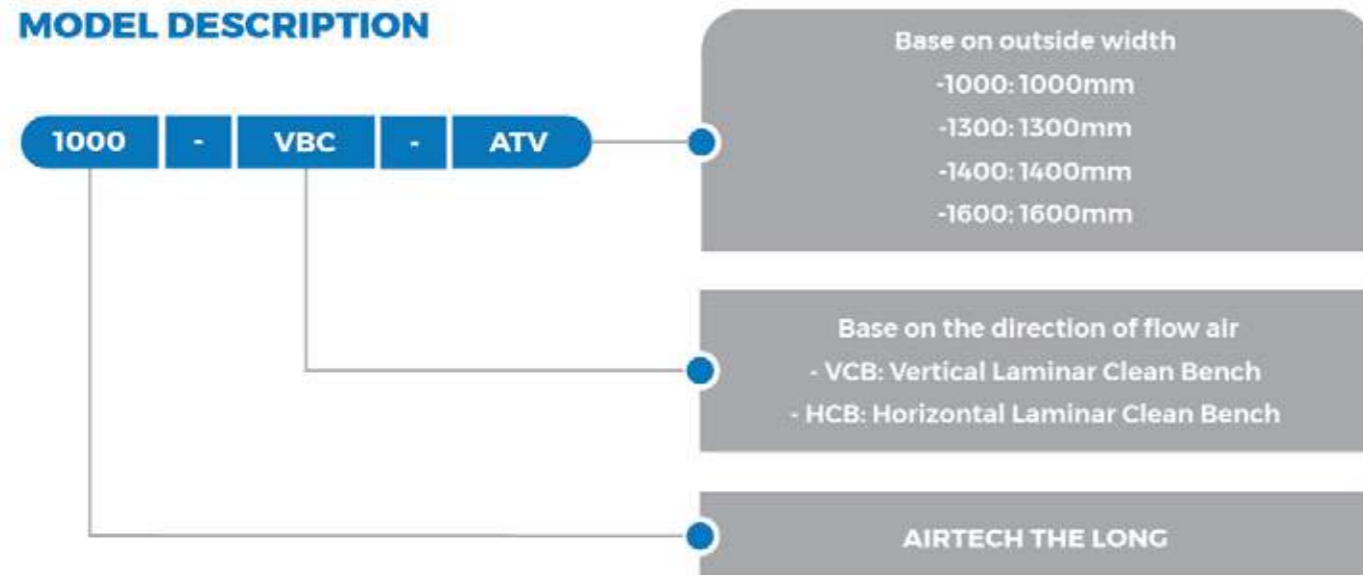 MODEL DESCRIPTION
1000 - VBC - ATV
Base on outside width
-1000: 1000mm
-1300: 1300mm
-1400: 1400mm
-1600: 1600mm
Base on the direction of flow air
- VCB: Vertical Laminar Clean Bench
- HCB: Horizontal Laminar Clean Bench
AIRTECH THE LONG